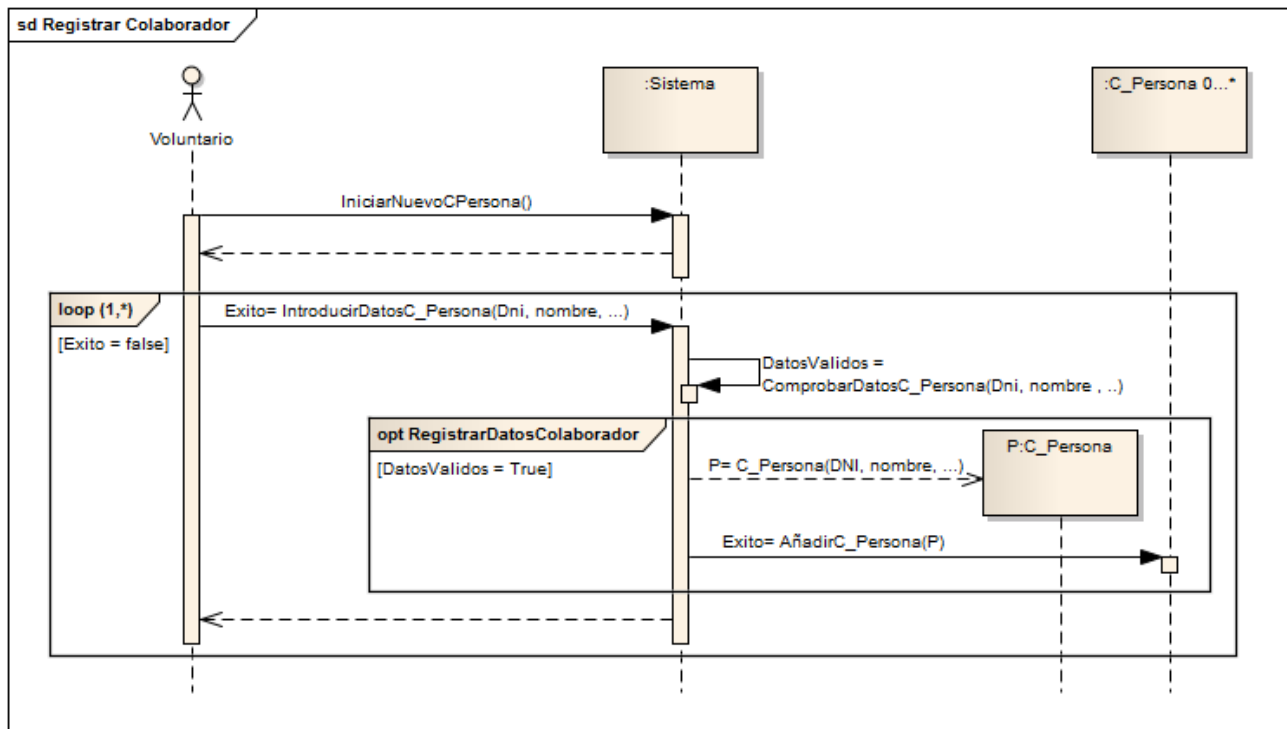 sd Registrar Colaborador
Voluntario
:Sistema
:C_Persona 0...*
IniciarNuevoCPersona()
loop (1,*)
[Exito = false]
Exito= IntroducirDatosC_Persona(Dni, nombre, ...)
DatosValidos =
ComprobarDatosC_Persona(Dni, nombre , ..)
opt RegistrarDatosColaborador
[DatosValidos = True]
P= C_Persona(DNI, nombre, ...)
P:C_Persona
Exito= AñadirC_Persona(P)